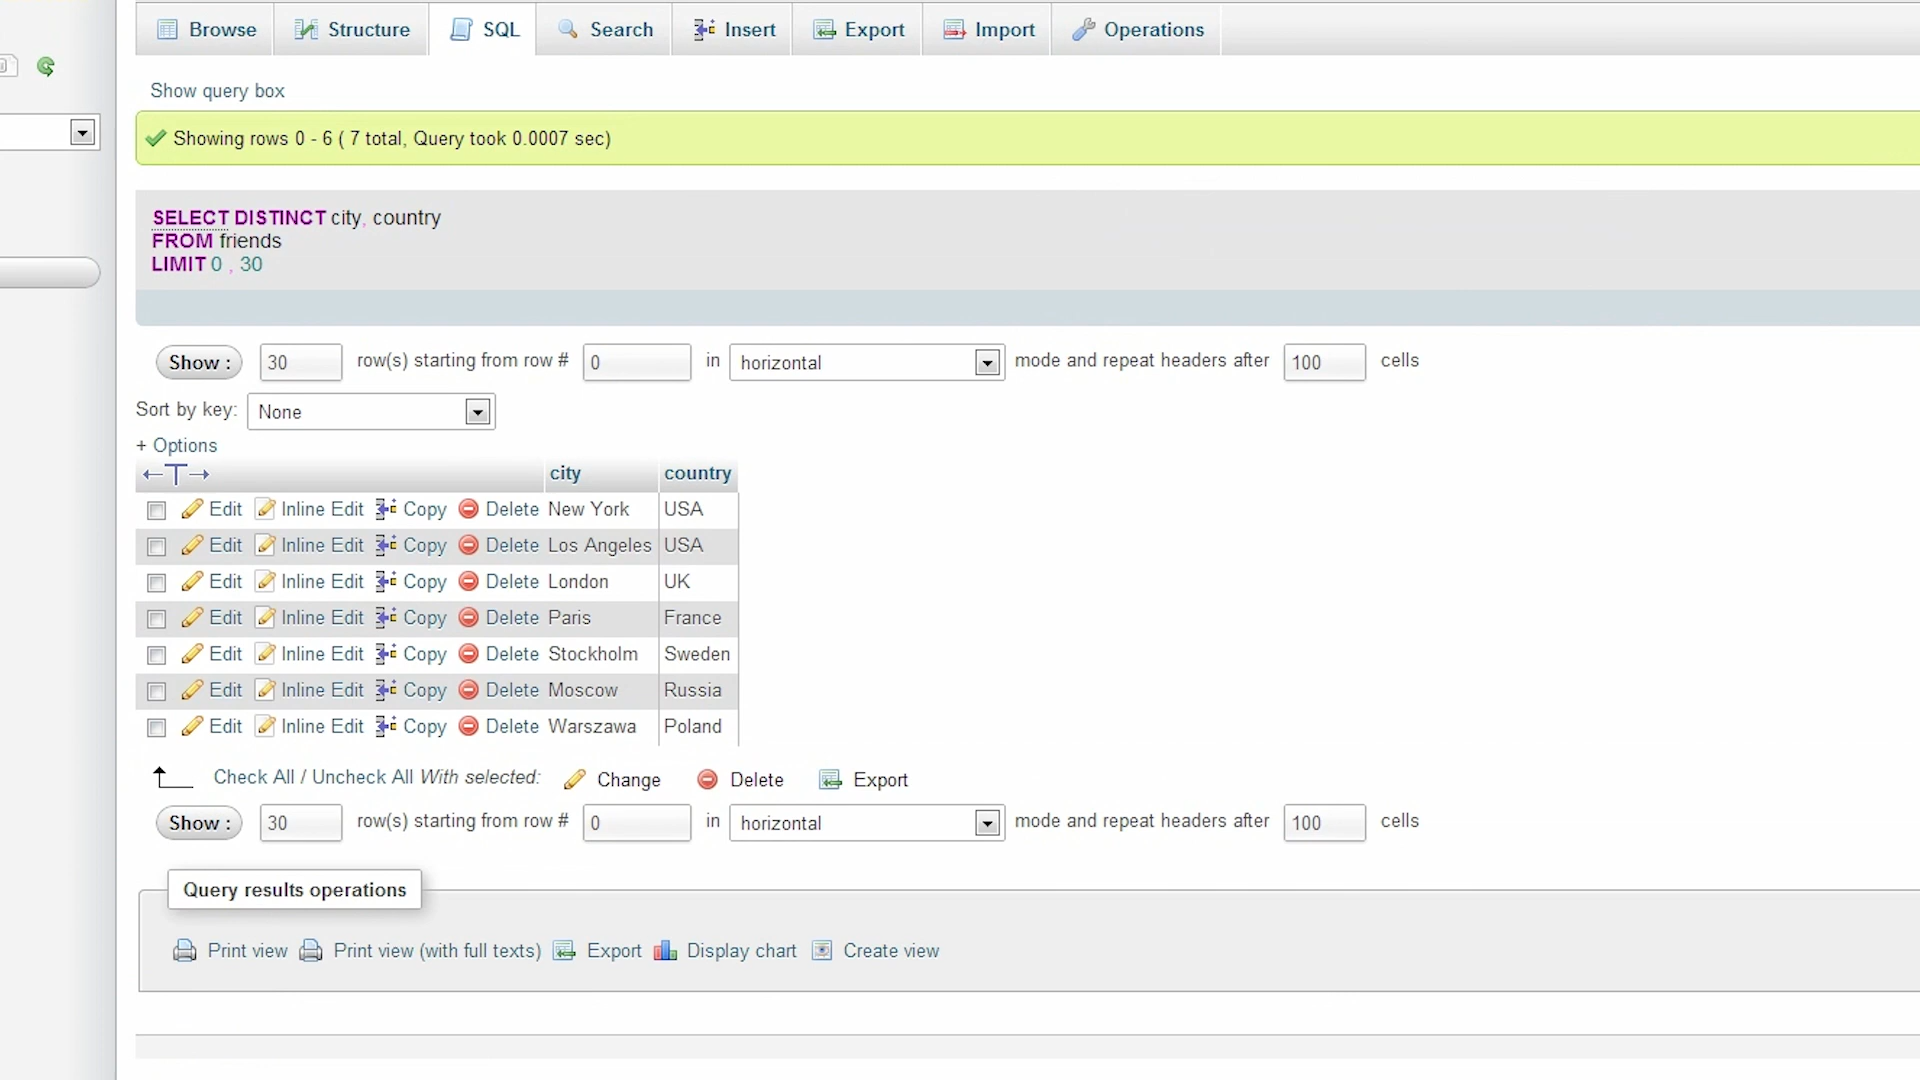 Browse Structure SQL Search Insert Export Import Operations
Show query box
Showing rows 0 - 6 ( 7 total, Query took 0.0007 sec)
SELECT DISTINCT city, country
FROM friends
LIMIT 0 , 30
Show : 30 row(s) starting from row # 0 in horizontal mode and repeat headers after 100 cells
Sort by key: None
+ Options
←T→ city country
Edit Inline Edit Copy Delete New York USA
Edit Inline Edit Copy Delete Los Angeles USA
Edit Inline Edit Copy Delete London UK
Edit Inline Edit Copy Delete Paris France
Edit Inline Edit Copy Delete Stockholm Sweden
Edit Inline Edit Copy Delete Moscow Russia
Edit Inline Edit Copy Delete Warszawa Poland
Check All / Uncheck All With selected: Change Delete Export
Show : 30 row(s) starting from row # 0 in horizontal mode and repeat headers after 100 cells
Query results operations
Print view Print view (with full texts) Export Display chart Create view